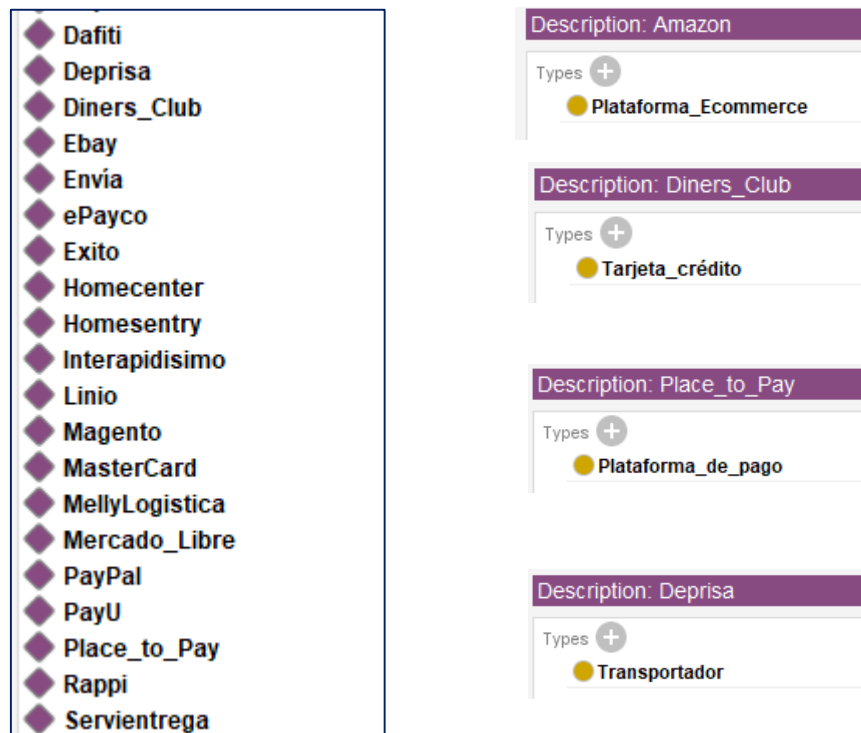 Dafiti
Deprisa
Diners_Club
Ebay
Envía
ePayco
Exito
Homecenter
Homesentry
Interapidisimo
Linio
Magento
MasterCard
MellyLogistica
Mercado_Libre
PayPal
PayU
Place_to_Pay
Rappi
Servientrega
Description: Amazon
Types
Plataforma_Ecommerce
Description: Diners_Club
Types
Tarjeta_crédito
Description: Place_to_Pay
Types
Plataforma_de_pago
Description: Deprisa
Types
Transportador